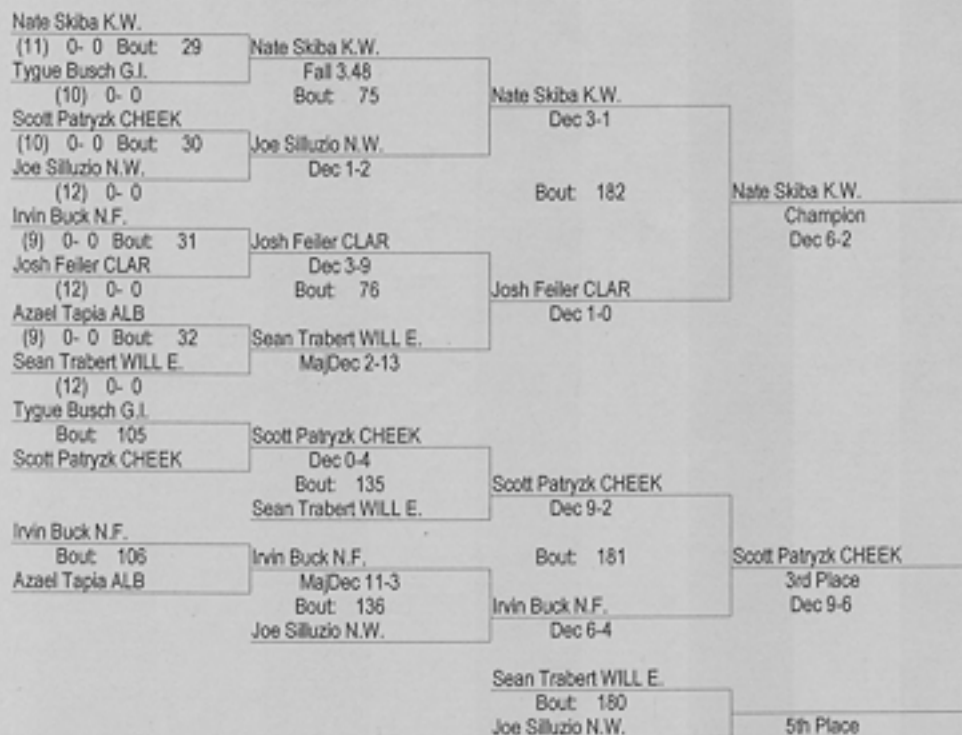 Nate Skiba K.W.
(11) 0- 0 Bout: 29
Tygue Busch G.I.
(10) 0- 0
Scott Patryzk CHEEK
(10) 0- 0 Bout: 30
Joe Silluzio N.W.
(12) 0- 0
Irvin Buck N.F.
(9) 0- 0 Bout: 31
Josh Feiler CLAR
(12) 0- 0
Azael Tapia ALB
(9) 0- 0 Bout: 32
Sean Trabert WILL E.
(12) 0- 0
Tygue Busch G.I.
Bout: 105
Scott Patryzk CHEEK
Irvin Buck N.F.
Bout: 106
Azael Tapia ALB
Nate Skiba K.W.
Fall 3.48
Bout: 75
Joe Silluzio N.W.
Dec 1-2
Josh Feiler CLAR
Dec 3-9
Bout: 76
Sean Trabert WILL E.
MajDec 2-13
Scott Patryzk CHEEK
Dec 0-4
Bout: 135
Sean Trabert WILL E.
Irvin Buck N.F.
MajDec 11-3
Bout: 136
Joe Silluzio N.W.
Nate Skiba K.W.
Dec 3-1
Bout: 182
Josh Feiler CLAR
Dec 1-0
Scott Patryzk CHEEK
Dec 9-2
Bout: 181
Irvin Buck N.F.
Dec 6-4
Sean Trabert WILL E.
Bout: 180
Joe Silluzio N.W.
Nate Skiba K.W.
Champion
Dec 6-2
Scott Patryzk CHEEK
3rd Place
Dec 9-6
5th Place